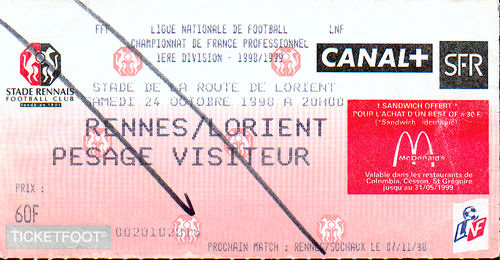 FFF LIGUE NATIONALE DE FOOTBALL LNF
CHAMPIONNAT DE FRANCE PROFESSIONNEL
1ERE DIVISION - 1998/1999
STADE RENNAIS
FOOTBALL CLUB
CANAL+ SFR
STADE DE LA ROUTE DE LORIENT
SAMEDI 24 OCTOBRE 1998 A 20H00
RENNES/LORIENT
PESAGE VISITEUR
1 SANDWICH OFFERT *
POUR L'ACHAT D'UN BEST OF
(*Sandwich identique).
McDonald's
Valable dans les restaurants de
Colombia, Cesson, St Grégoire
jusqu'au 31/05/1999
PRIX :
60F
TICKETFOOT®
LNF
PROCHAIN MATCH : RENNES/SOCHAUX LE 07/11/98